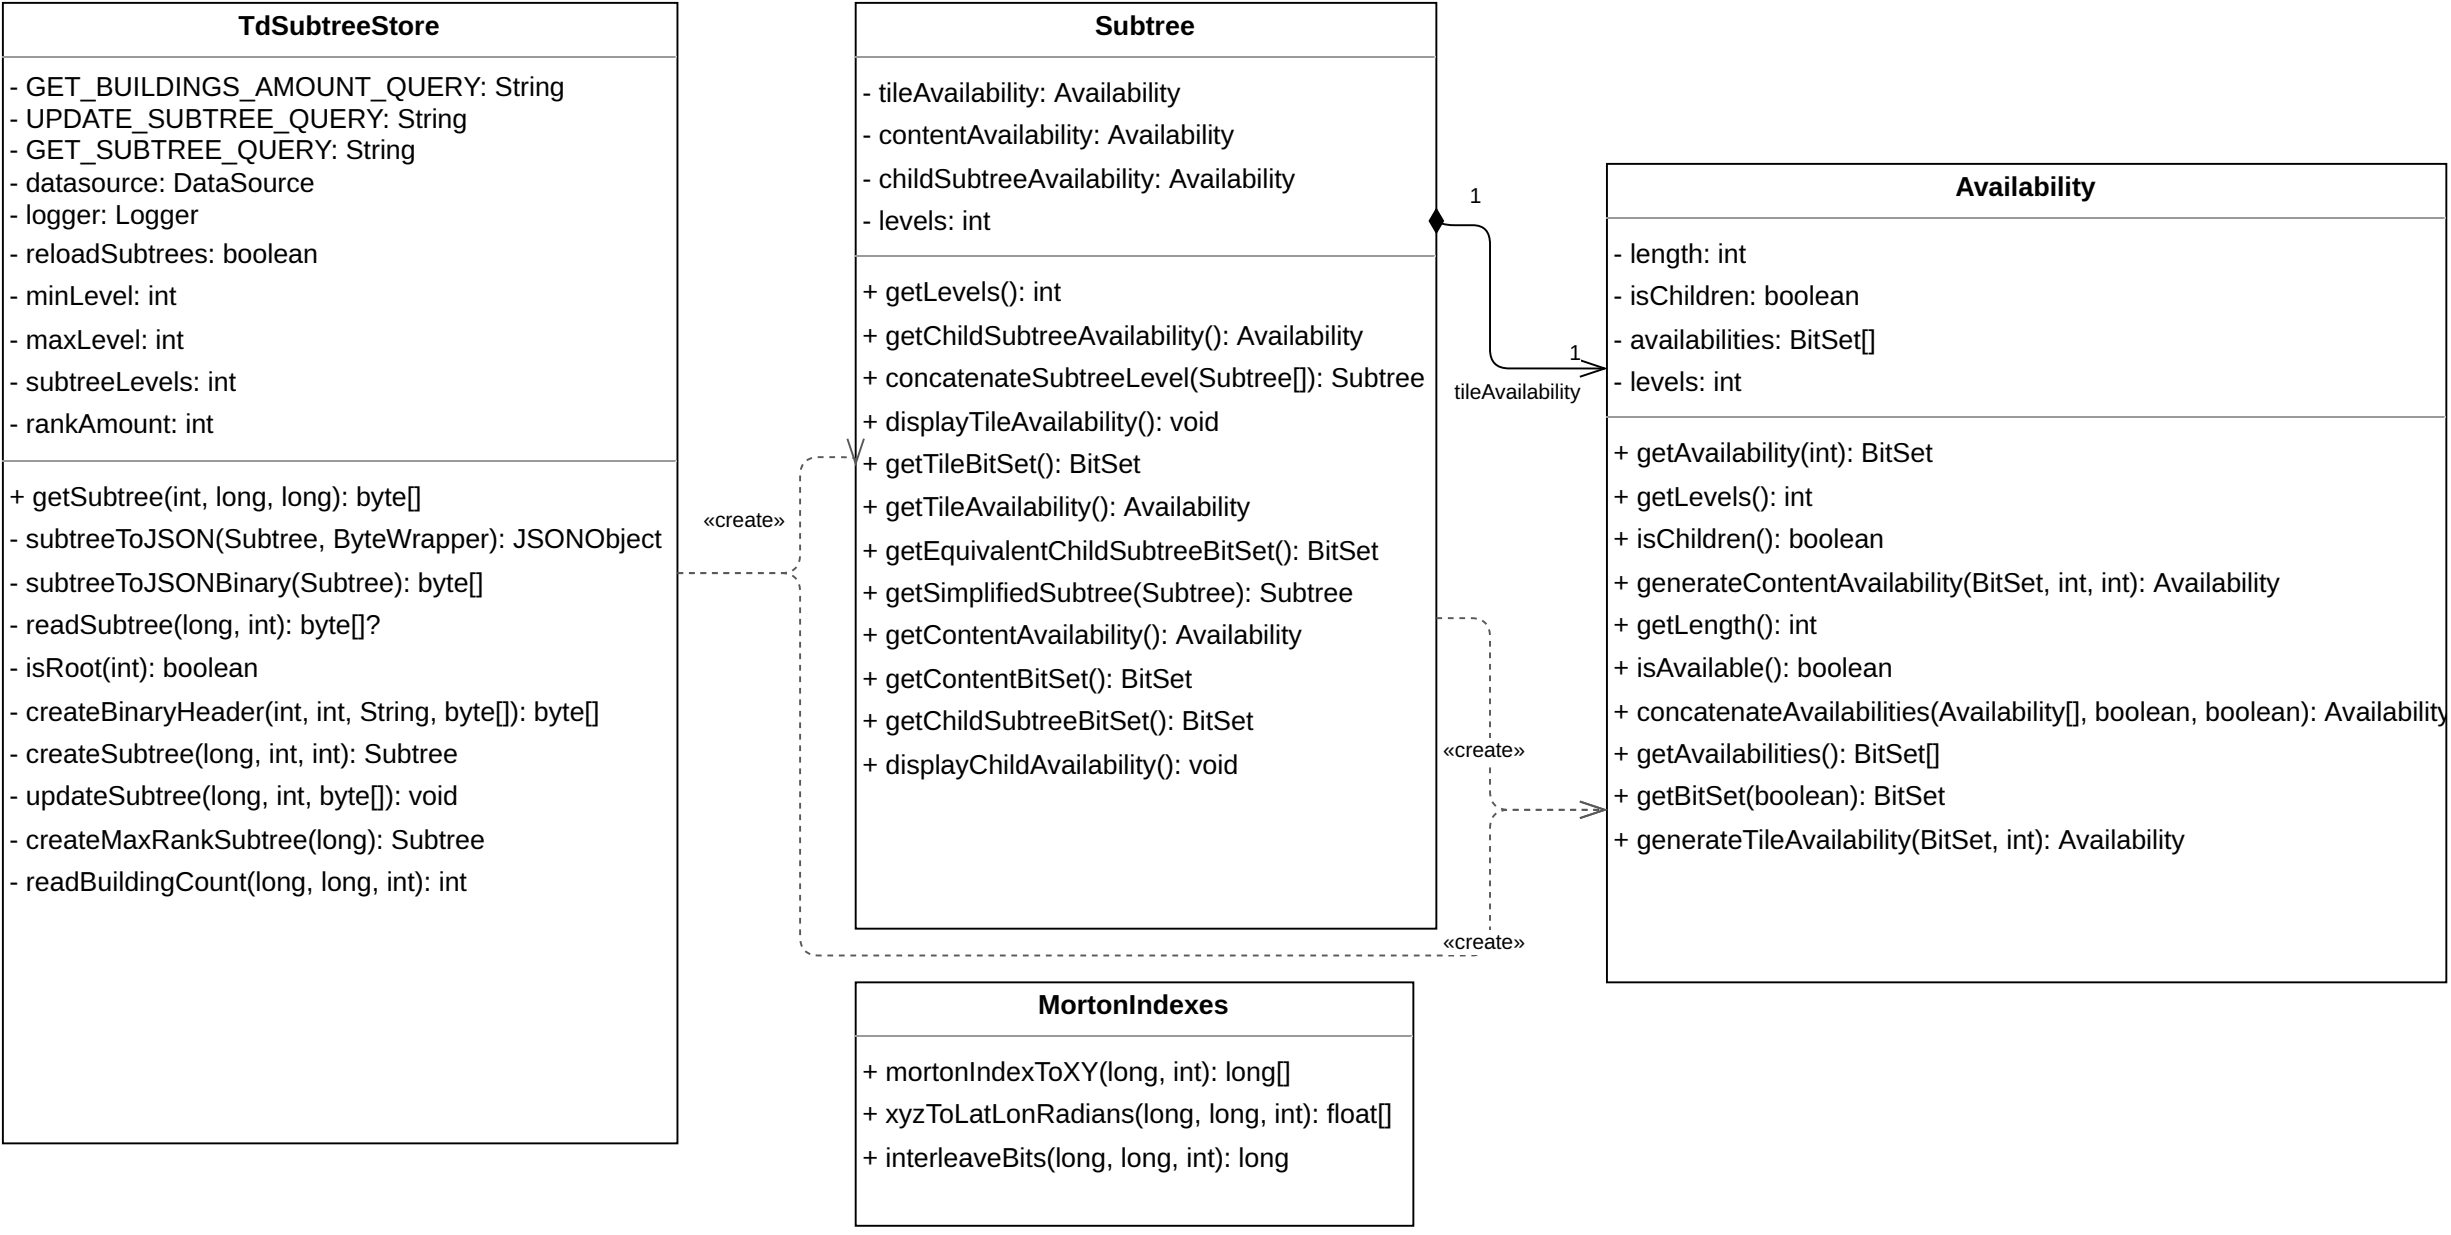 TdSubtreeStore
- GET_BUILDINGS_AMOUNT_QUERY: String
- UPDATE_SUBTREE_QUERY: String
- GET_SUBTREE_QUERY: String
- datasource: DataSource
- logger: Logger
- reloadSubtrees: boolean
- minLevel: int
- maxLevel: int
- subtreeLevels: int
- rankAmount: int
+ getSubtree(int, long, long): byte[]
- subtreeToJSON(Subtree, ByteWrapper): JSONObject
- subtreeToJSONBinary(Subtree): byte[]
- readSubtree(long, int): byte[]?
- isRoot(int): boolean
- createBinaryHeader(int, int, String, byte[]): byte[]
- createSubtree(long, int, int): Subtree
- updateSubtree(long, int, byte[]): void
- createMaxRankSubtree(long): Subtree
- readBuildingCount(long, long, int): int
«create»
Subtree
- tileAvailability: Availability
- contentAvailability: Availability
- childSubtreeAvailability: Availability
- levels: int
+ getLevels(): int
+ getChildSubtreeAvailability(): Availability
+ concatenateSubtreeLevel(Subtree[]): Subtree
+ displayTileAvailability(): void
+ getTileBitSet(): BitSet
+ getTileAvailability(): Availability
+ getEquivalentChildSubtreeBitSet(): BitSet
+ getSimplifiedSubtree(Subtree): Subtree
+ getContentAvailability(): Availability
+ getContentBitSet(): BitSet
+ getChildSubtreeBitSet(): BitSet
+ displayChildAvailability(): void
1
1
tileAvailability
«create»
«create»
Availability
- length: int
- isChildren: boolean
- availabilities: BitSet[]
- levels: int
+ getAvailability(int): BitSet
+ getLevels(): int
+ isChildren(): boolean
+ generateContentAvailability(BitSet, int, int): Availability
+ getLength(): int
+ isAvailable(): boolean
+ concatenateAvailabilities(Availability[], boolean, boolean): Availability
+ getAvailabilities(): BitSet[]
+ getBitSet(boolean): BitSet
+ generateTileAvailability(BitSet, int): Availability
MortonIndexes
+ mortonIndexToXY(long, int): long[]
+ xyzToLatLonRadians(long, long, int): float[]
+ interleaveBits(long, long, int): long